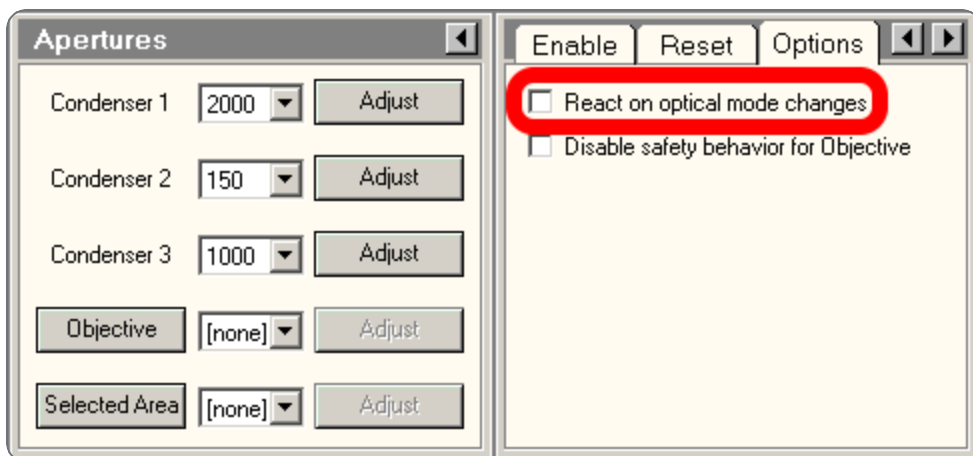 Apertures
Condenser 1 2000 Adjust
Condenser 2 150 Adjust
Condenser 3 1000 Adjust
Objective [none] Adjust
Selected Area [none] Adjust
Enable Reset Options
React on optical mode changes
Disable safety behavior for Objective